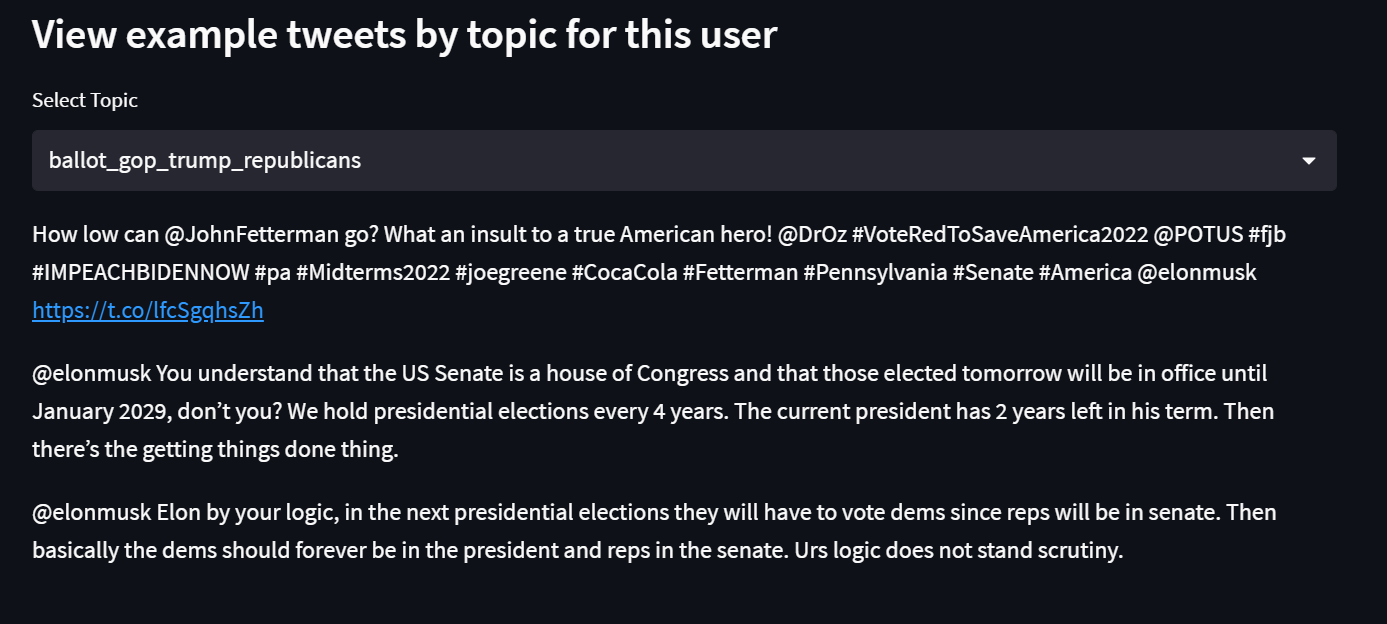 View example tweets by topic for this user
Select Topic
ballot_gop_trump_republicans
How low can @JohnFetterman go? What an insult to a true American hero! @DrOz #VoteRedToSaveAmerica2022 @POTUS #fjb
#IMPEACHBIDENNOW #pa #Midterms2022 #joegreene #CocaCola #Fetterman #Pennsylvania #Senate #America @elonmusk
https://t.co/lfcSgqhsZh
@elonmusk You understand that the US Senate is a house of Congress and that those elected tomorrow will be in office until
January 2029, don’t you? We hold presidential elections every 4 years. The current president has 2 years left in his term. Then
there’s the getting things done thing.
@elonmusk Elon by your logic, in the next presidential elections they will have to vote dems since reps will be in senate. Then
basically the dems should forever be in the president and reps in the senate. Urs logic does not stand scrutiny.